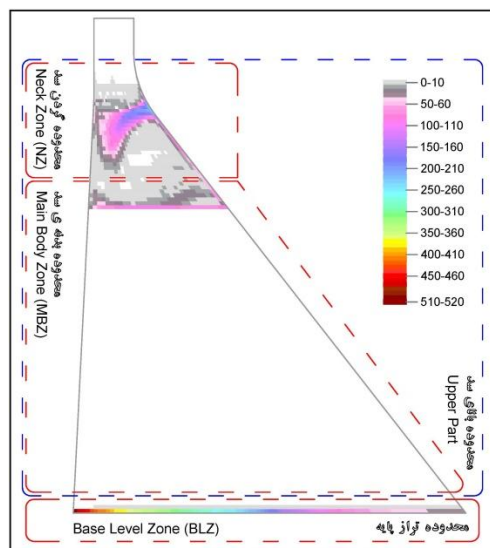 محدوده گردن سد
Neck Zone (NZ)
محدوده بدنه ی سد
Main Body Zone (MBZ)
0-10
50-60
100-110
150-160
200-210
250-260
300-310
350-360
400-410
450-460
510-520
محدوده بالای سد
Upper Part
Base Level Zone (BLZ)
محدوده تراز پایه